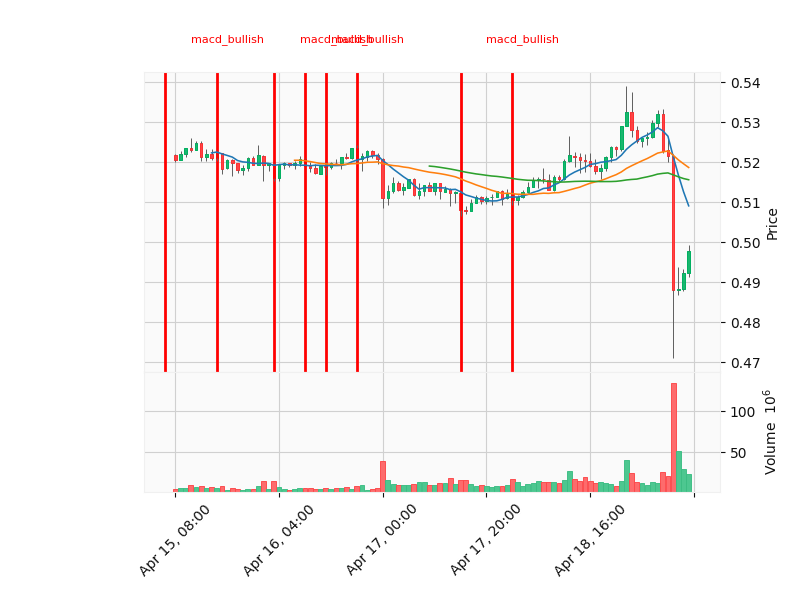 macd_bullish
macd_bullish
macd_bullish
macd_bullish
0.54
0.53
0.52
0.51
0.50
0.49
0.48
0.47
Price
100
50
Volume 10^6
Apr 15, 08:00
Apr 16, 04:00
Apr 17, 00:00
Apr 17, 20:00
Apr 18, 16:00